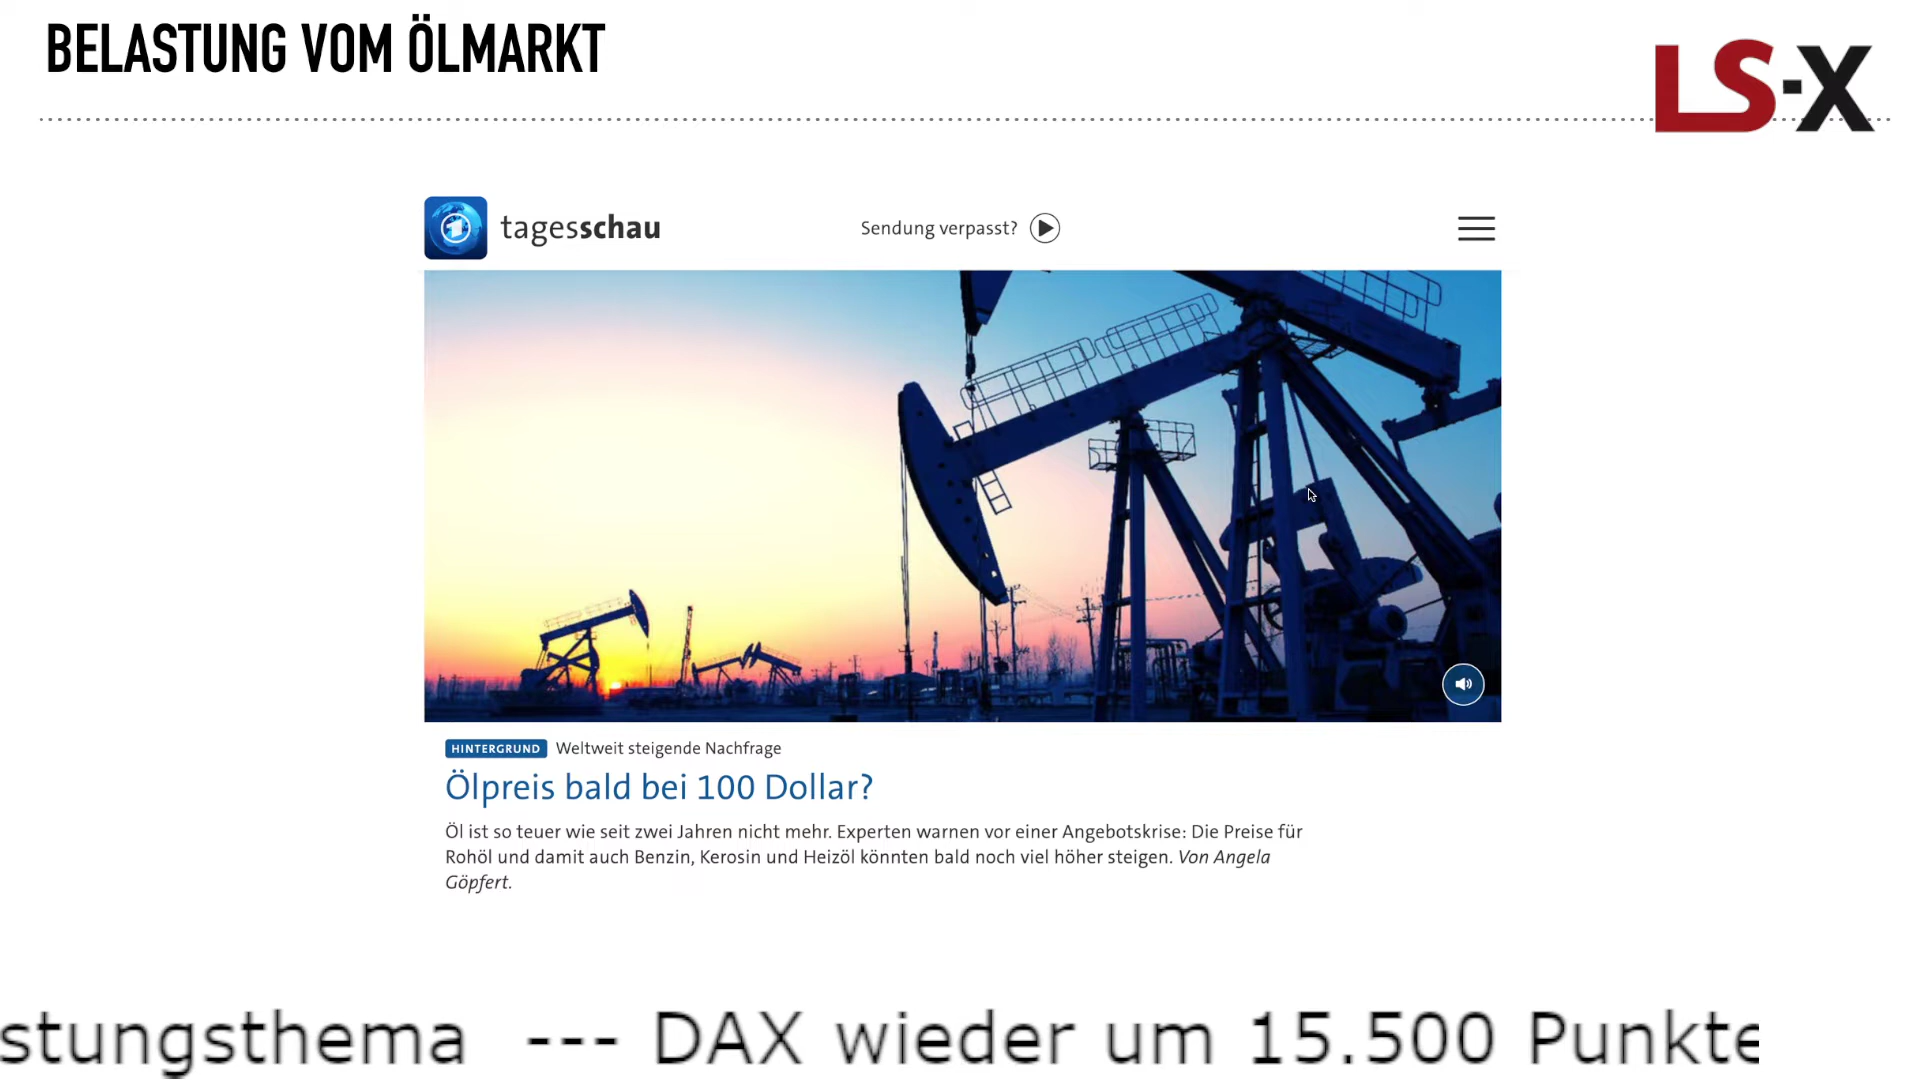 BELASTUNG VOM ÖLMARKT
LS-X
tagesschau
Sendung verpasst?
HINTERGRUND Weltweit steigende Nachfrage
Ölpreis bald bei 100 Dollar?
Öl ist so teuer wie seit zwei Jahren nicht mehr. Experten warnen vor einer Angebotskrise: Die Preise für
Rohöl und damit auch Benzin, Kerosin und Heizöl könnten bald noch viel höher steigen. Von Angela
Göpfert.
stungsthema --- DAX wieder um 15.500 Punkte